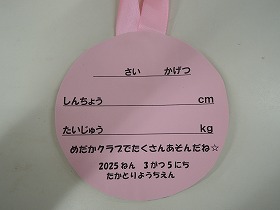 さい　かげつ
しんちょう　cm
たいじゅう　kg
めだかクラブでたくさんあそんだね☆
2025ねん　3がつ5にち
たかとりようちえん